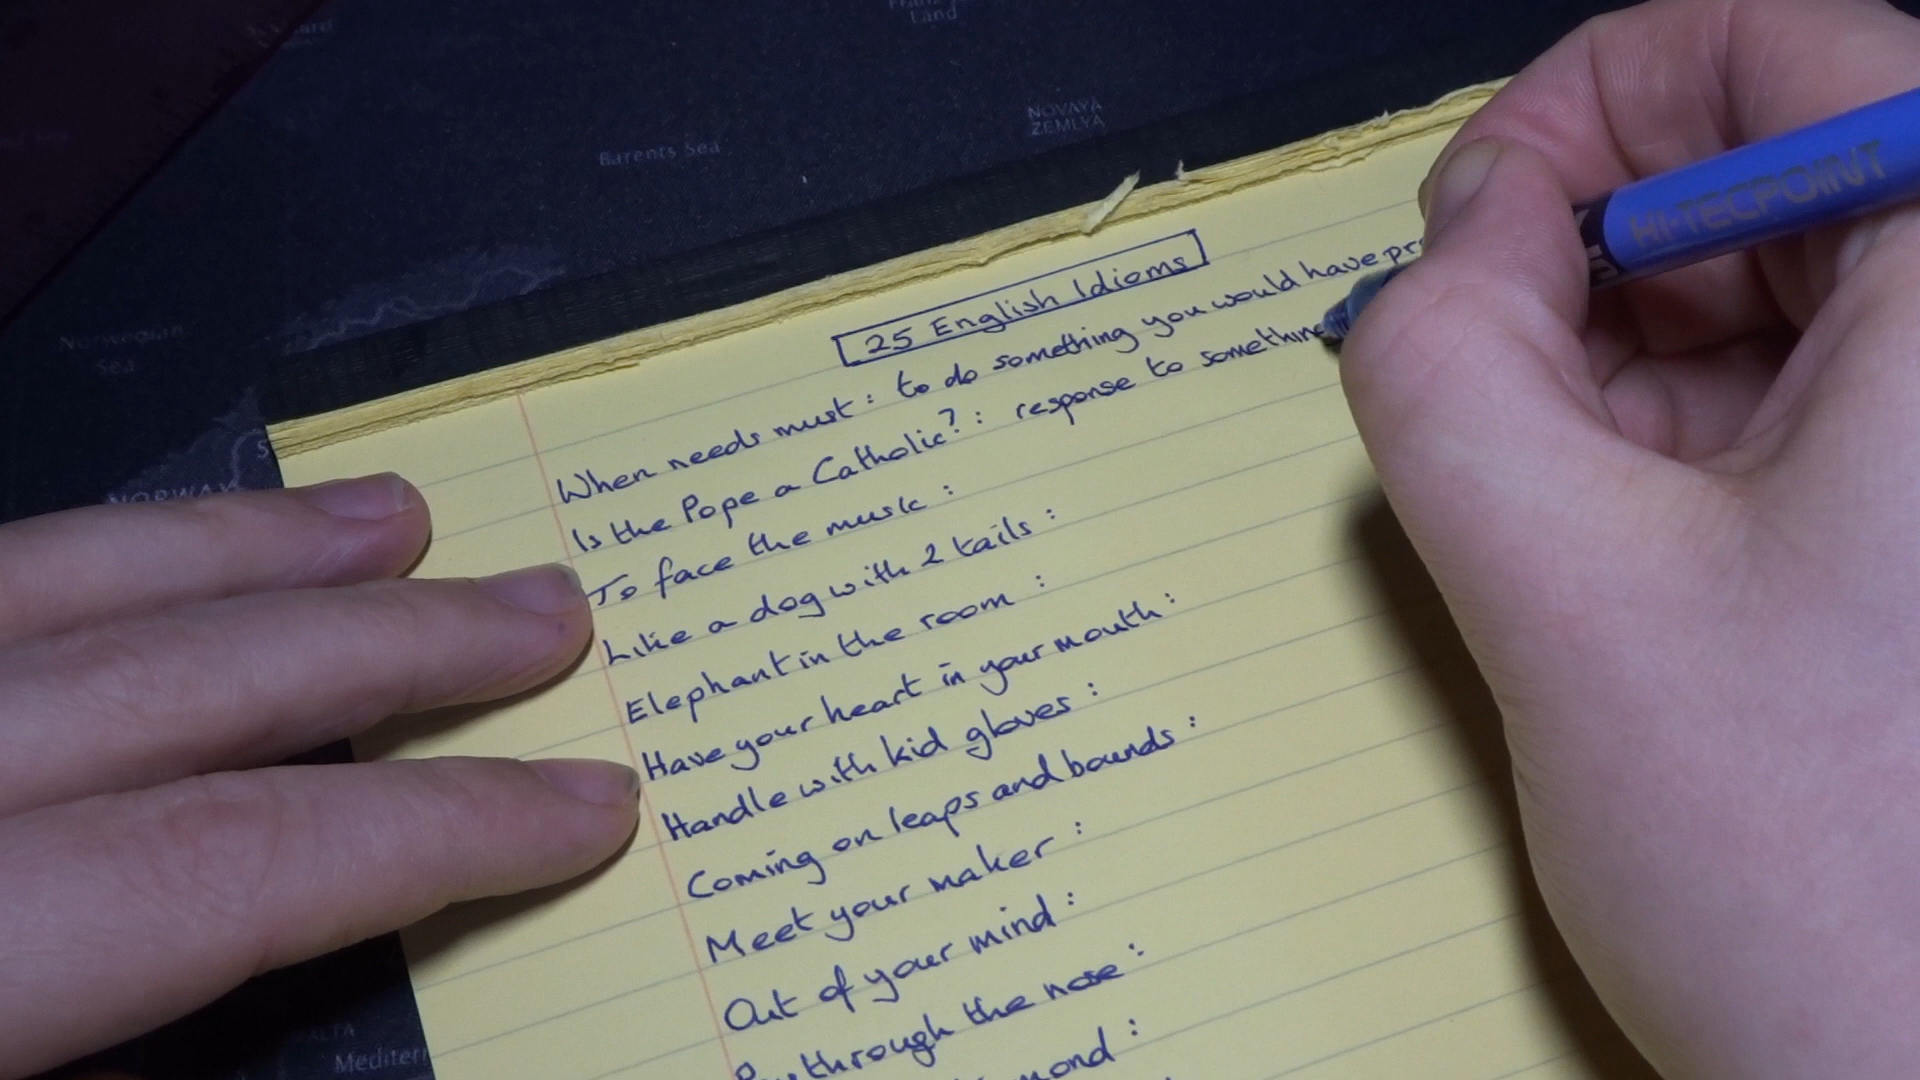 Land
Barents Sea
NOVAYA
ZEMLYA
Norwegian
Sea
NORWAY
Mediterr
HI-TECPOINT
25 English Idioms
When needs must: to do something you would have pr
Is the Pope a Catholic?: response to something
To face the music:
Like a dog with 2 tails:
Elephant in the room:
Have your heart in your mouth:
Handle with kid gloves:
Coming on leaps and bounds:
Meet your maker:
Out of your mind:
through the nose:
mond: